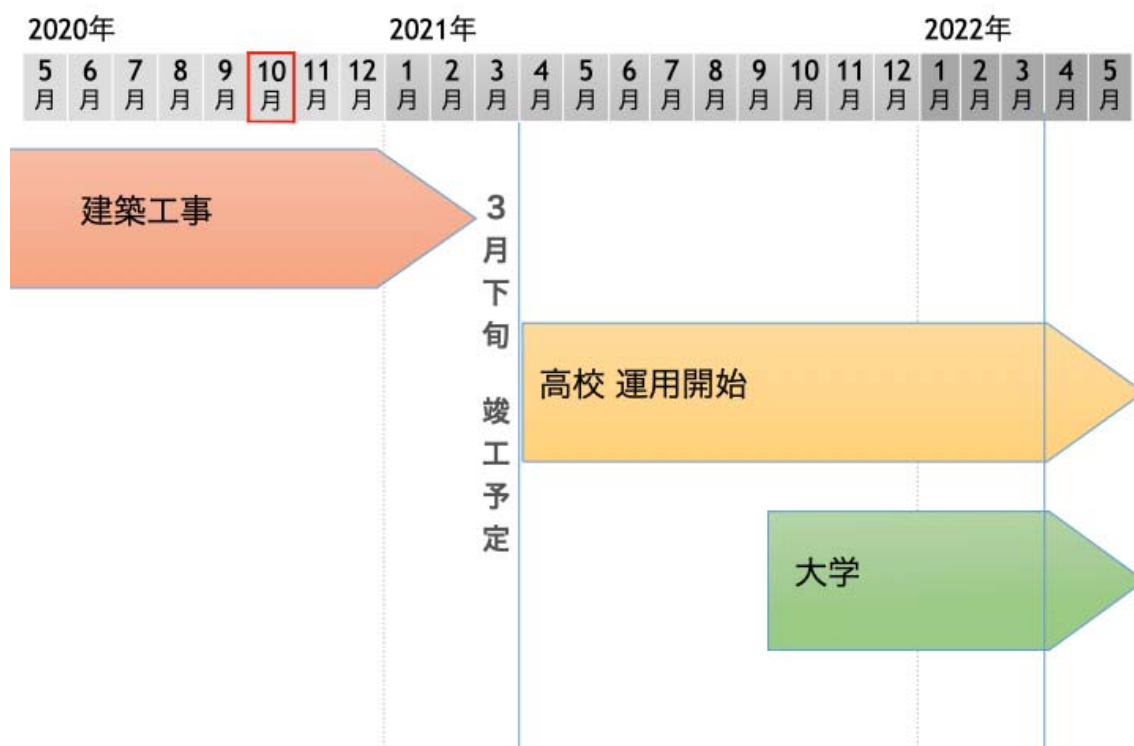 2020年 2021年 2022年
5月 6月 7月 8月 9月 10月 11月 12月 1月 2月 3月 4月 5月 6月 7月 8月 9月 10月 11月 12月 1月 2月 3月 4月 5月
建築工事
3月下旬 竣工予定
高校 運用開始
大学